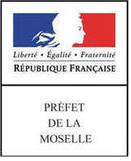 Liberté • Égalité • Fraternité
RÉPUBLIQUE FRANÇAISE
PRÉFET
DE LA
MOSELLE